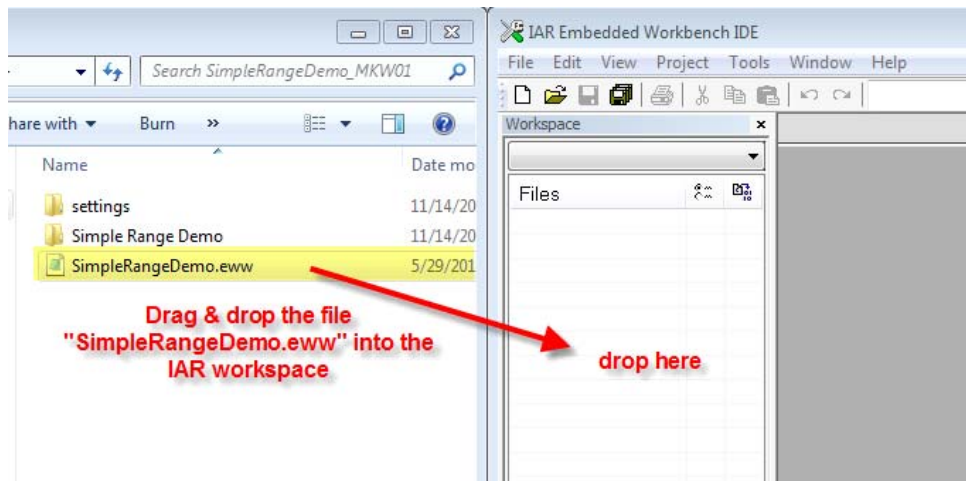 Search SimpleRangeDemo_MKW01
hare with
Burn
»
Name
Date mo
settings
11/14/20
Simple Range Demo
11/14/20
SimpleRangeDemo.eww
5/29/201
Drag & drop the file
"SimpleRangeDemo.eww" into the
IAR workspace
IAR Embedded Workbench IDE
File Edit View Project Tools Window Help
Workspace
x
Files
drop here